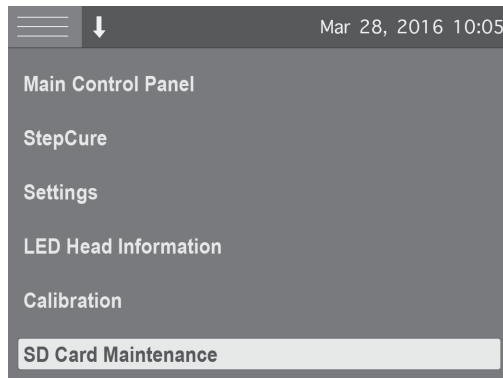 Mar 28, 2016 10:05
Main Control Panel
StepCure
Settings
LED Head Information
Calibration
SD Card Maintenance